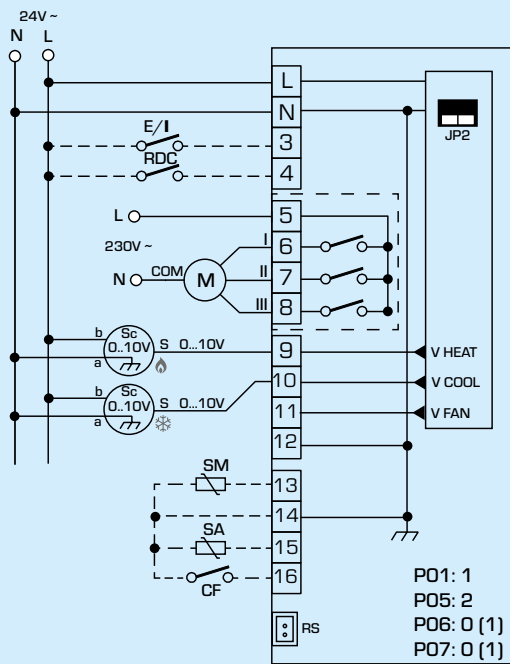 24V ~
N L
L
N
JP2
E/I
3
RDC
4
L
5
230V ~
I
6
N
COM
M
II
7
III
8
b
Sc
0..10V
a
S 0...10V
9
V HEAT
b
Sc
0..10V
a
S 0...10V
10
V COOL
11
V FAN
12
SM
13
14
SA
15
CF
16
RS
P01: 1
P05: 2
P06: 0 (1)
P07: 0 (1)